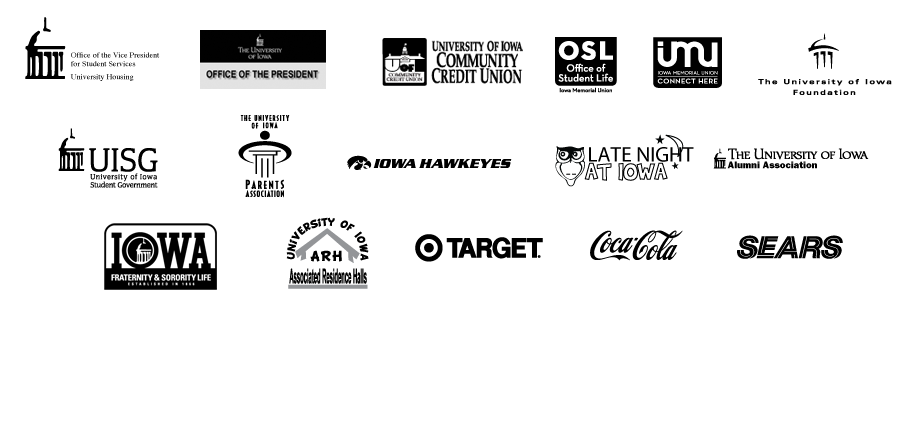 Office of the Vice President
for Student Services
University Housing
THE UNIVERSITY
OF IOWA
OFFICE OF THE PRESIDENT
UI
OF
COMMUNITY
CREDIT UNION
UNIVERSITY OF IOWA
COMMUNITY
CREDIT UNION
OSL
Office of
Student Life
Iowa Memorial Union
imu
IOWA MEMORIAL UNION
CONNECT HERE
The University of Iowa
Foundation
UISG
University of Iowa
Student Government
THE UNIVERSITY
OF IOWA
PARENTS
ASSOCIATION
IOWA HAWKEYES
LATE NIGHT
AT IOWA
THE UNIVERSITY OF IOWA
Alumni Association
IOWA
FRATERNITY & SORORITY LIFE
UNIVERSITY OF IOWA
ARH
Associated Residence Halls
TARGET
Coca-Cola
SEARS